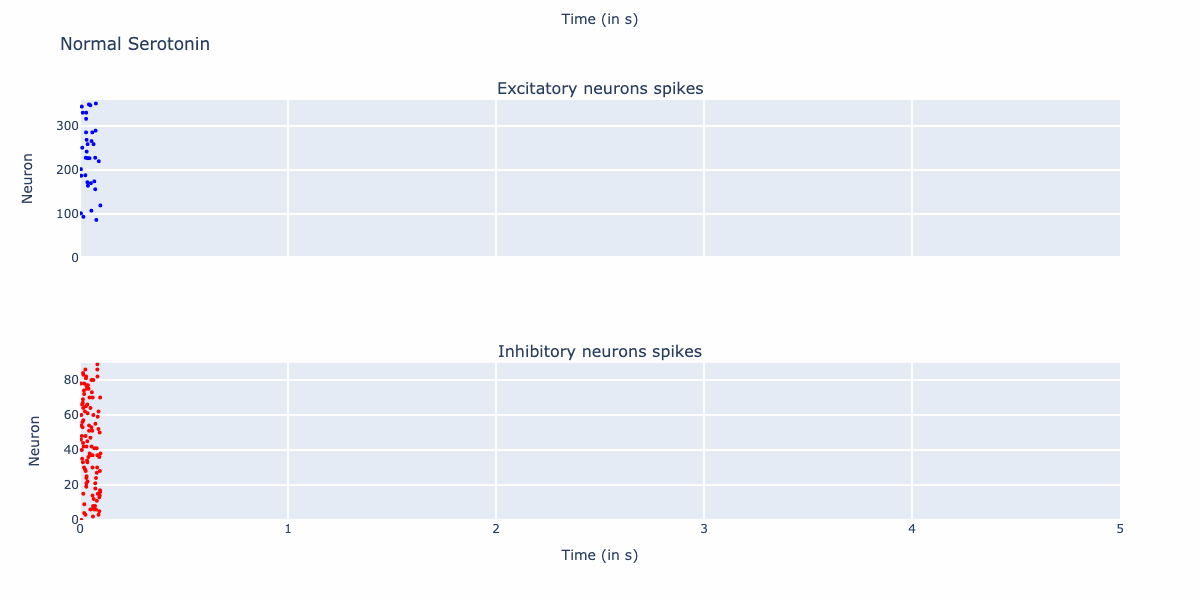 Time (in s)
Normal Serotonin
Excitatory neurons spikes
300
200
100
0
Neuron
Inhibitory neurons spikes
80
60
40
20
0
Neuron
0 1 2 3 4 5
Time (in s)